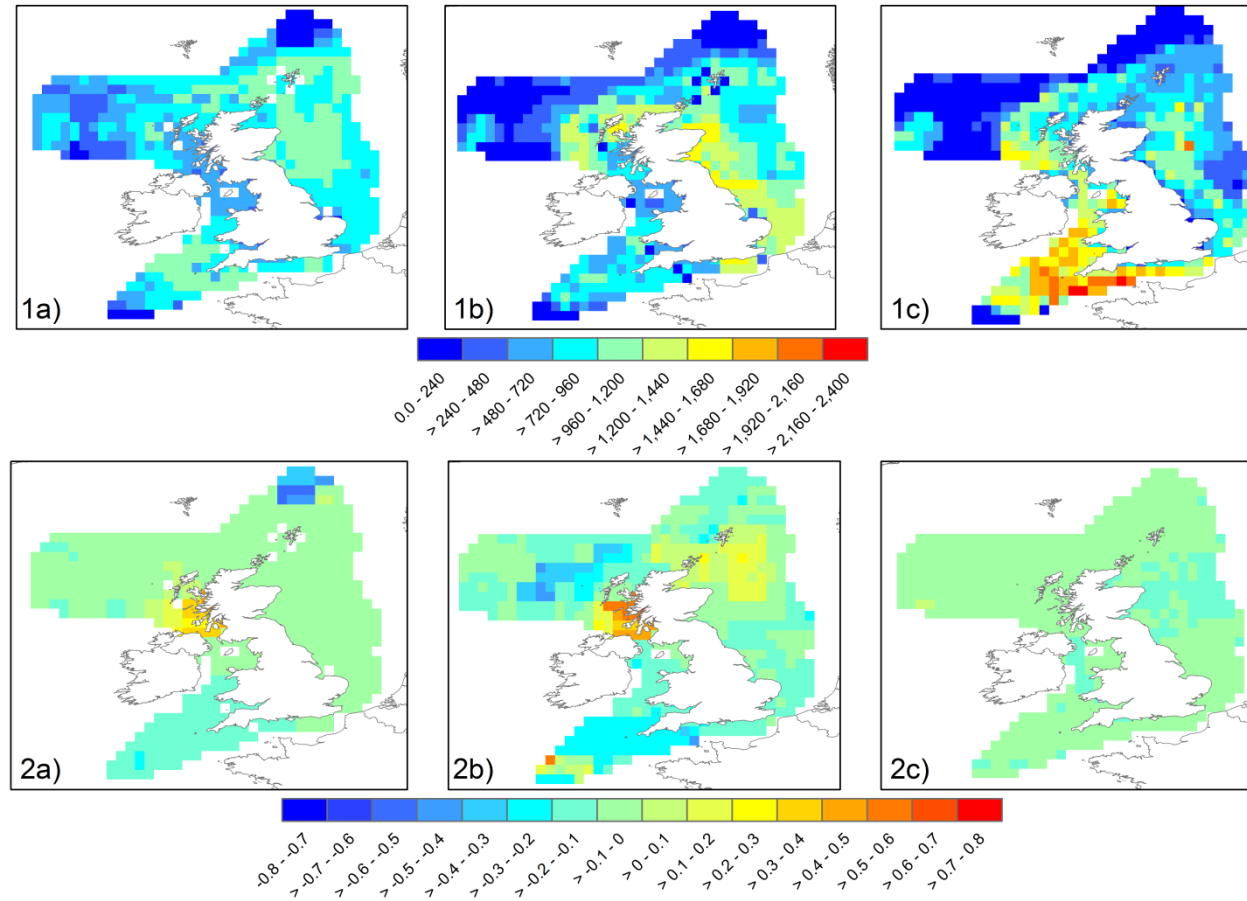 1a)
1b)
1c)
0.0 - 240
> 240 - 480
> 480 - 720
> 720 - 960
> 960 - 1,200
> 1,200 - 1,440
> 1,440 - 1,680
> 1,680 - 1,920
> 1,920 - 2,160
> 2,160 - 2,400
2a)
2b)
2c)
-0.8 - -0.7
> -0.7 - -0.6
> -0.6 - -0.5
> -0.5 - -0.4
> -0.4 - -0.3
> -0.3 - -0.2
> -0.2 - -0.1
> -0.1 - 0
> 0 - 0.1
> 0.1 - 0.2
> 0.2 - 0.3
> 0.3 - 0.4
> 0.4 - 0.5
> 0.5 - 0.6
> 0.6 - 0.7
> 0.7 - 0.8